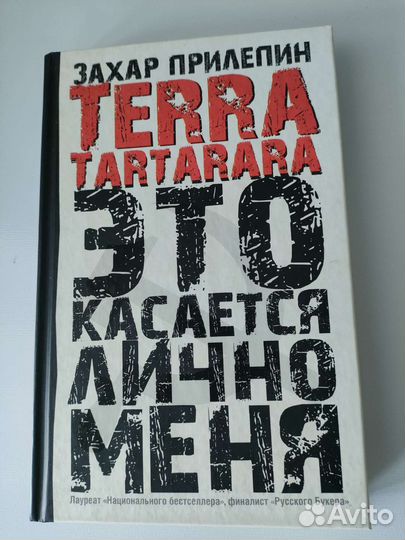 ЗАХАР ПРИЛЕПИН
TERRA
TARTARARA
ЭТО
КАСАЕТСЯ
ЛИЧНО
МЕНЯ
Лауреат «Национального бестселлера», финалист «Русского Букера»
Avito